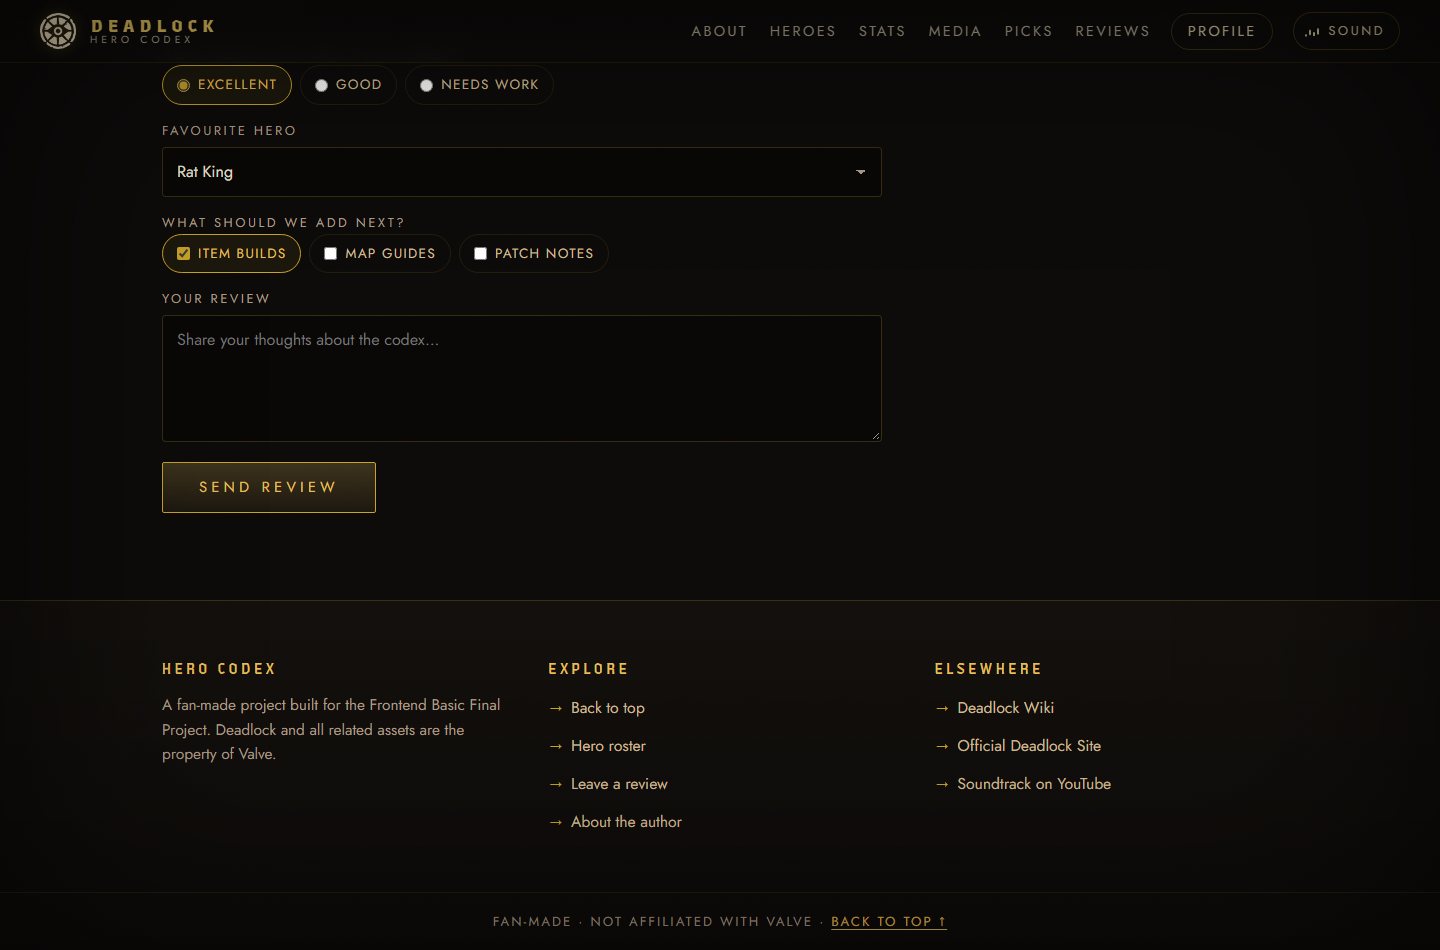 DEADLOCK
HERO CODEX
ABOUT HEROES STATS MEDIA PICKS REVIEWS PROFILE SOUND
EXCELLENT GOOD NEEDS WORK
FAVOURITE HERO
Rat King
WHAT SHOULD WE ADD NEXT?
ITEM BUILDS MAP GUIDES PATCH NOTES
YOUR REVIEW
Share your thoughts about the codex...
SEND REVIEW
HERO CODEX
A fan-made project built for the Frontend Basic Final
Project. Deadlock and all related assets are the
property of Valve.
EXPLORE
→ Back to top
→ Hero roster
→ Leave a review
→ About the author
ELSEWHERE
→ Deadlock Wiki
→ Official Deadlock Site
→ Soundtrack on YouTube
FAN-MADE · NOT AFFILIATED WITH VALVE · BACK TO TOP ↑